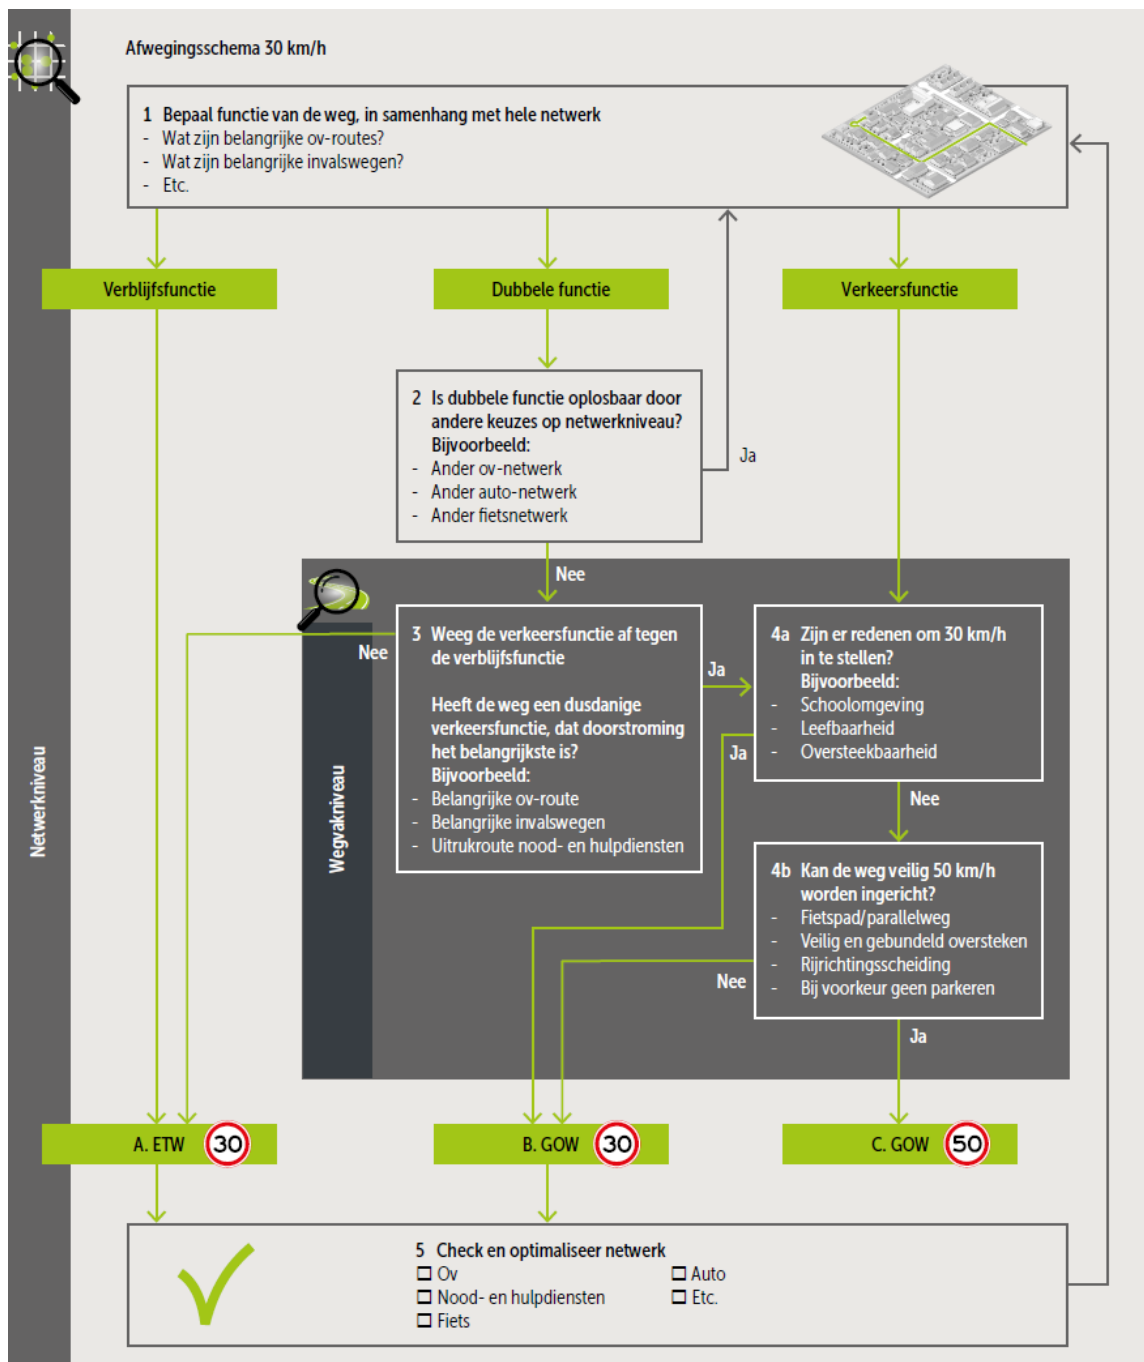 Afwegingsschema 30 km/h
1 Bepaal functie van de weg, in samenhang met hele netwerk
- Wat zijn belangrijke ov-routes?
- Wat zijn belangrijke invalswegen?
- Etc.
Verblijfsfunctie
Dubbele functie
Verkeersfunctie
2 Is dubbele functie oplosbaar door
andere keuzes op netwerkniveau?
Bijvoorbeeld:
- Ander ov-netwerk
- Ander auto-netwerk
- Ander fietsnetwerk
Ja
Nee
3 Weeg de verkeersfunctie af tegen
de verblijfsfunctie
Heeft de weg een dusdanige
verkeersfunctie, dat doorstroming
het belangrijkste is?
Bijvoorbeeld:
- Belangrijke ov-route
- Belangrijke invalswegen
- Uitrukroute nood- en hulpdiensten
Nee
Ja
4a Zijn er redenen om 30 km/h
in te stellen?
Bijvoorbeeld:
- Schoolomgeving
- Leefbaarheid
- Oversteekbaarheid
Ja
Nee
4b Kan de weg veilig 50 km/h
worden ingericht?
- Fietspad/parallelweg
- Veilig en gebundeld oversteken
- Rijrichtingsscheiding
- Bij voorkeur geen parkeren
Nee
Ja
Netwerkniveau
Wegvakniveau
A. ETW 30
B. GOW 30
C. GOW 50
5 Check en optimaliseer netwerk
Ov
Nood- en hulpdiensten
Fiets
Auto
Etc.